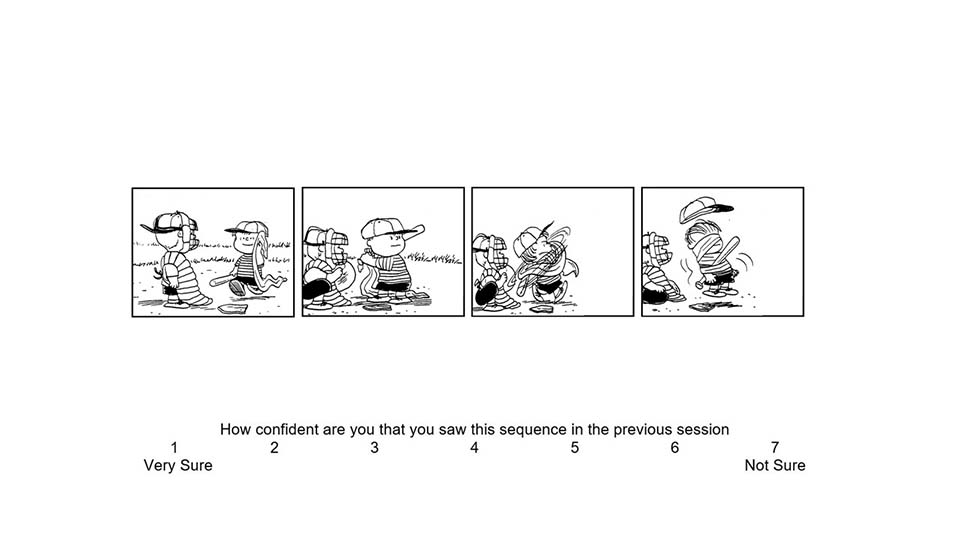 How confident are you that you saw this sequence in the previous session
1 2 3 4 5 6 7
Very Sure Not Sure